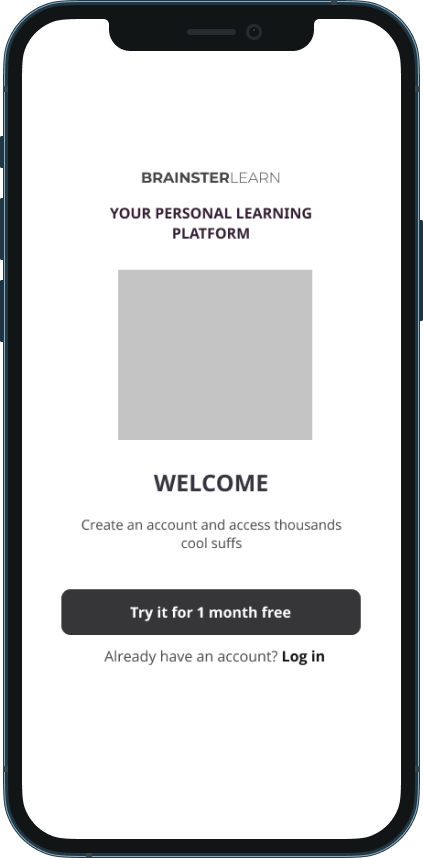 BRAINSTERLEARN
YOUR PERSONAL LEARNING
PLATFORM
WELCOME
Create an account and access thousands
cool suffs
Try it for 1 month free
Already have an account? Log in